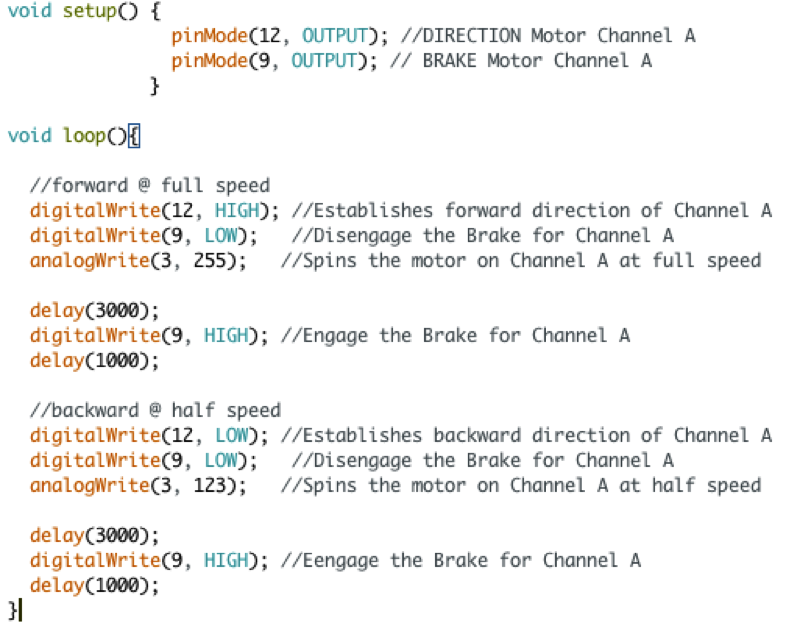 void setup() {
pinMode(12, OUTPUT); //DIRECTION Motor Channel A
pinMode(9, OUTPUT); // BRAKE Motor Channel A
}
void loop(){
//forward @ full speed
digitalWrite(12, HIGH); //Establishes forward direction of Channel A
digitalWrite(9, LOW); //Disengage the Brake for Channel A
analogWrite(3, 255); //Spins the motor on Channel A at full speed
delay(3000);
digitalWrite(9, HIGH); //Engage the Brake for Channel A
delay(1000);
//backward @ half speed
digitalWrite(12, LOW); //Establishes backward direction of Channel A
digitalWrite(9, LOW); //Disengage the Brake for Channel A
analogWrite(3, 123); //Spins the motor on Channel A at half speed
delay(3000);
digitalWrite(9, HIGH); //Eengage the Brake for Channel A
delay(1000);
}